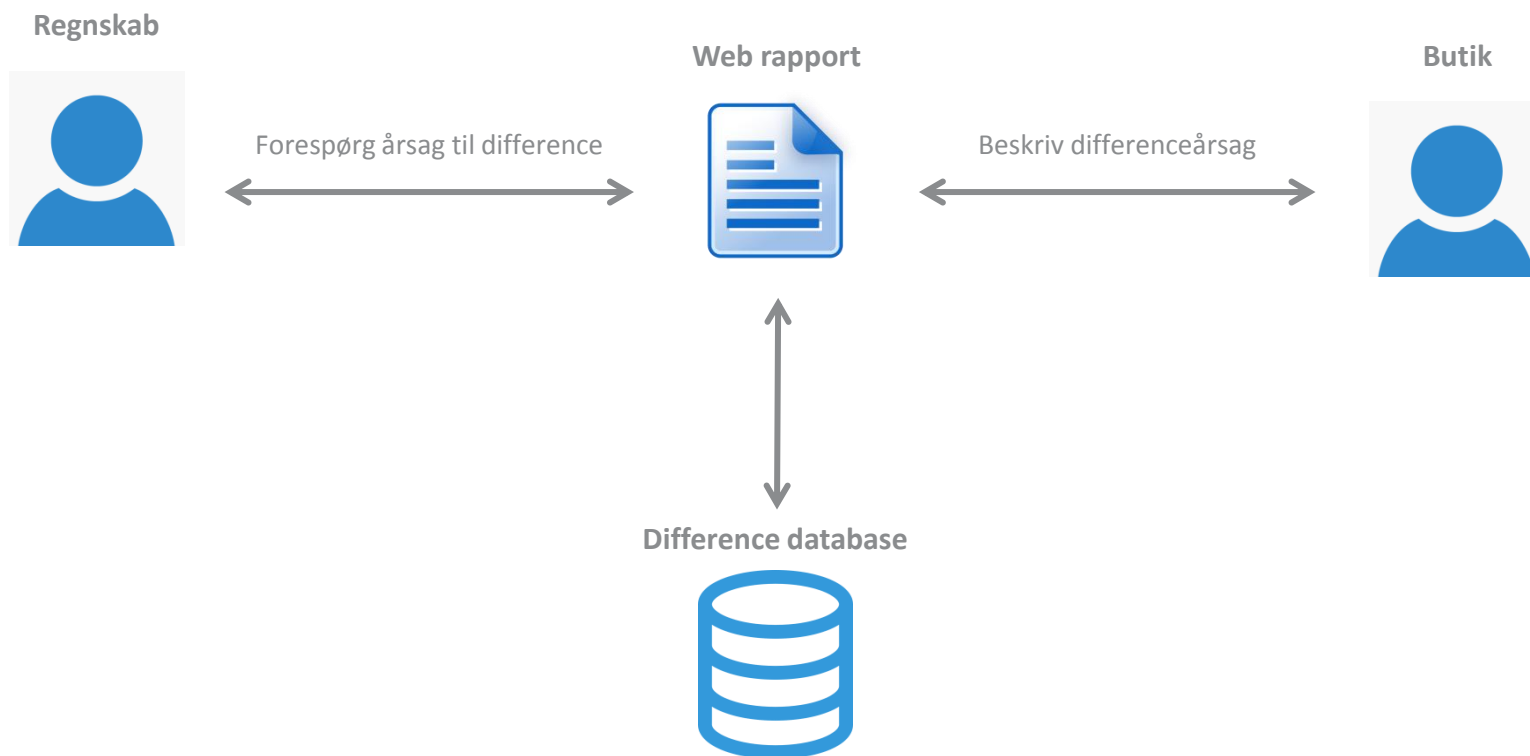 Regnskab
Web rapport
Butik
Forespørg årsag til difference
Beskriv differenceårsag
Difference database